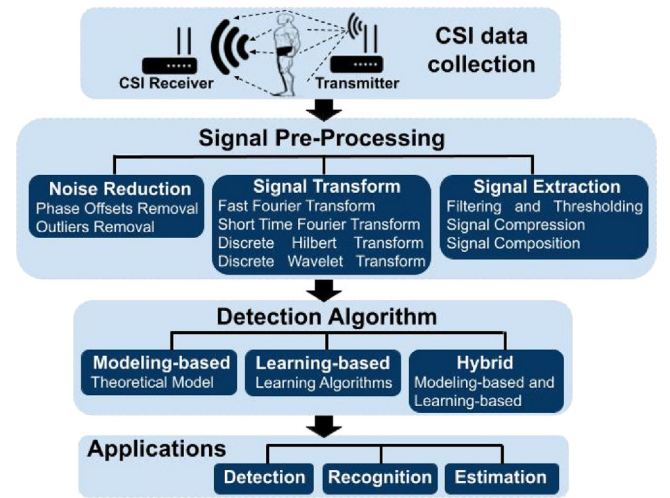 CSI data
collection
CSI Receiver
Transmitter
Signal Pre-Processing
Noise Reduction
Phase Offsets Removal
Outliers Removal
Signal Transform
Fast Fourier Transform
Short Time Fourier Transform
Discrete Hilbert Transform
Discrete Wavelet Transform
Signal Extraction
Filtering and Thresholding
Signal Compression
Signal Composition
Detection Algorithm
Modeling-based
Theoretical Model
Learning-based
Learning Algorithms
Hybrid
Modeling-based and
Learning-based
Applications
Detection
Recognition
Estimation